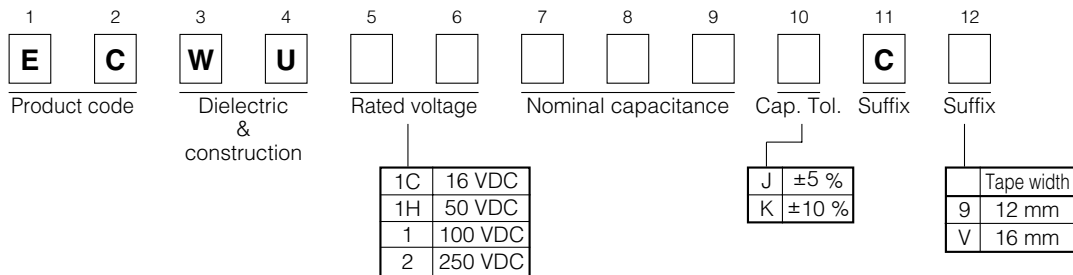 1 2 3 4 5 6 7 8 9 10 11 12
E C W U C
Product code Dielectric & construction Rated voltage Nominal capacitance Cap. Tol. Suffix Suffix
1C 16 VDC
1H 50 VDC
1 100 VDC
2 250 VDC
J ±5 %
K ±10 %
Tape width
9 12 mm
V 16 mm